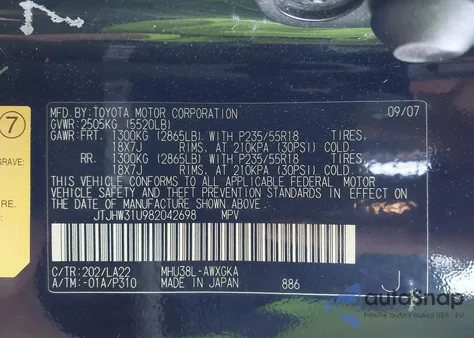 MFD. BY: TOYOTA MOTOR CORPORATION 09/07
GVWR: 2505KG (5520LB)
GAWR: FRT. 1300KG (2865LB) WITH P235/55R18 TIRES,
18X7J RIMS, AT 210KPA (30PSI) COLD.
RR. 1300KG (2865LB) WITH P235/55R18 TIRES,
18X7J RIMS, AT 210KPA (30PSI) COLD.
THIS VEHICLE CONFORMS TO ALL APPLICABLE FEDERAL MOTOR
VEHICLE SAFETY AND THEFT PREVENTION STANDARDS IN EFFECT ON
THE DATE OF MANUFACTURE SHOWN ABOVE.
JTJHW31U982042698 MPV
C/TR: 202/LA22 MHU38L-AWXGKA
A/TM: -01A/P310 MADE IN JAPAN 886 J
7
GRAVE:
autoSnap